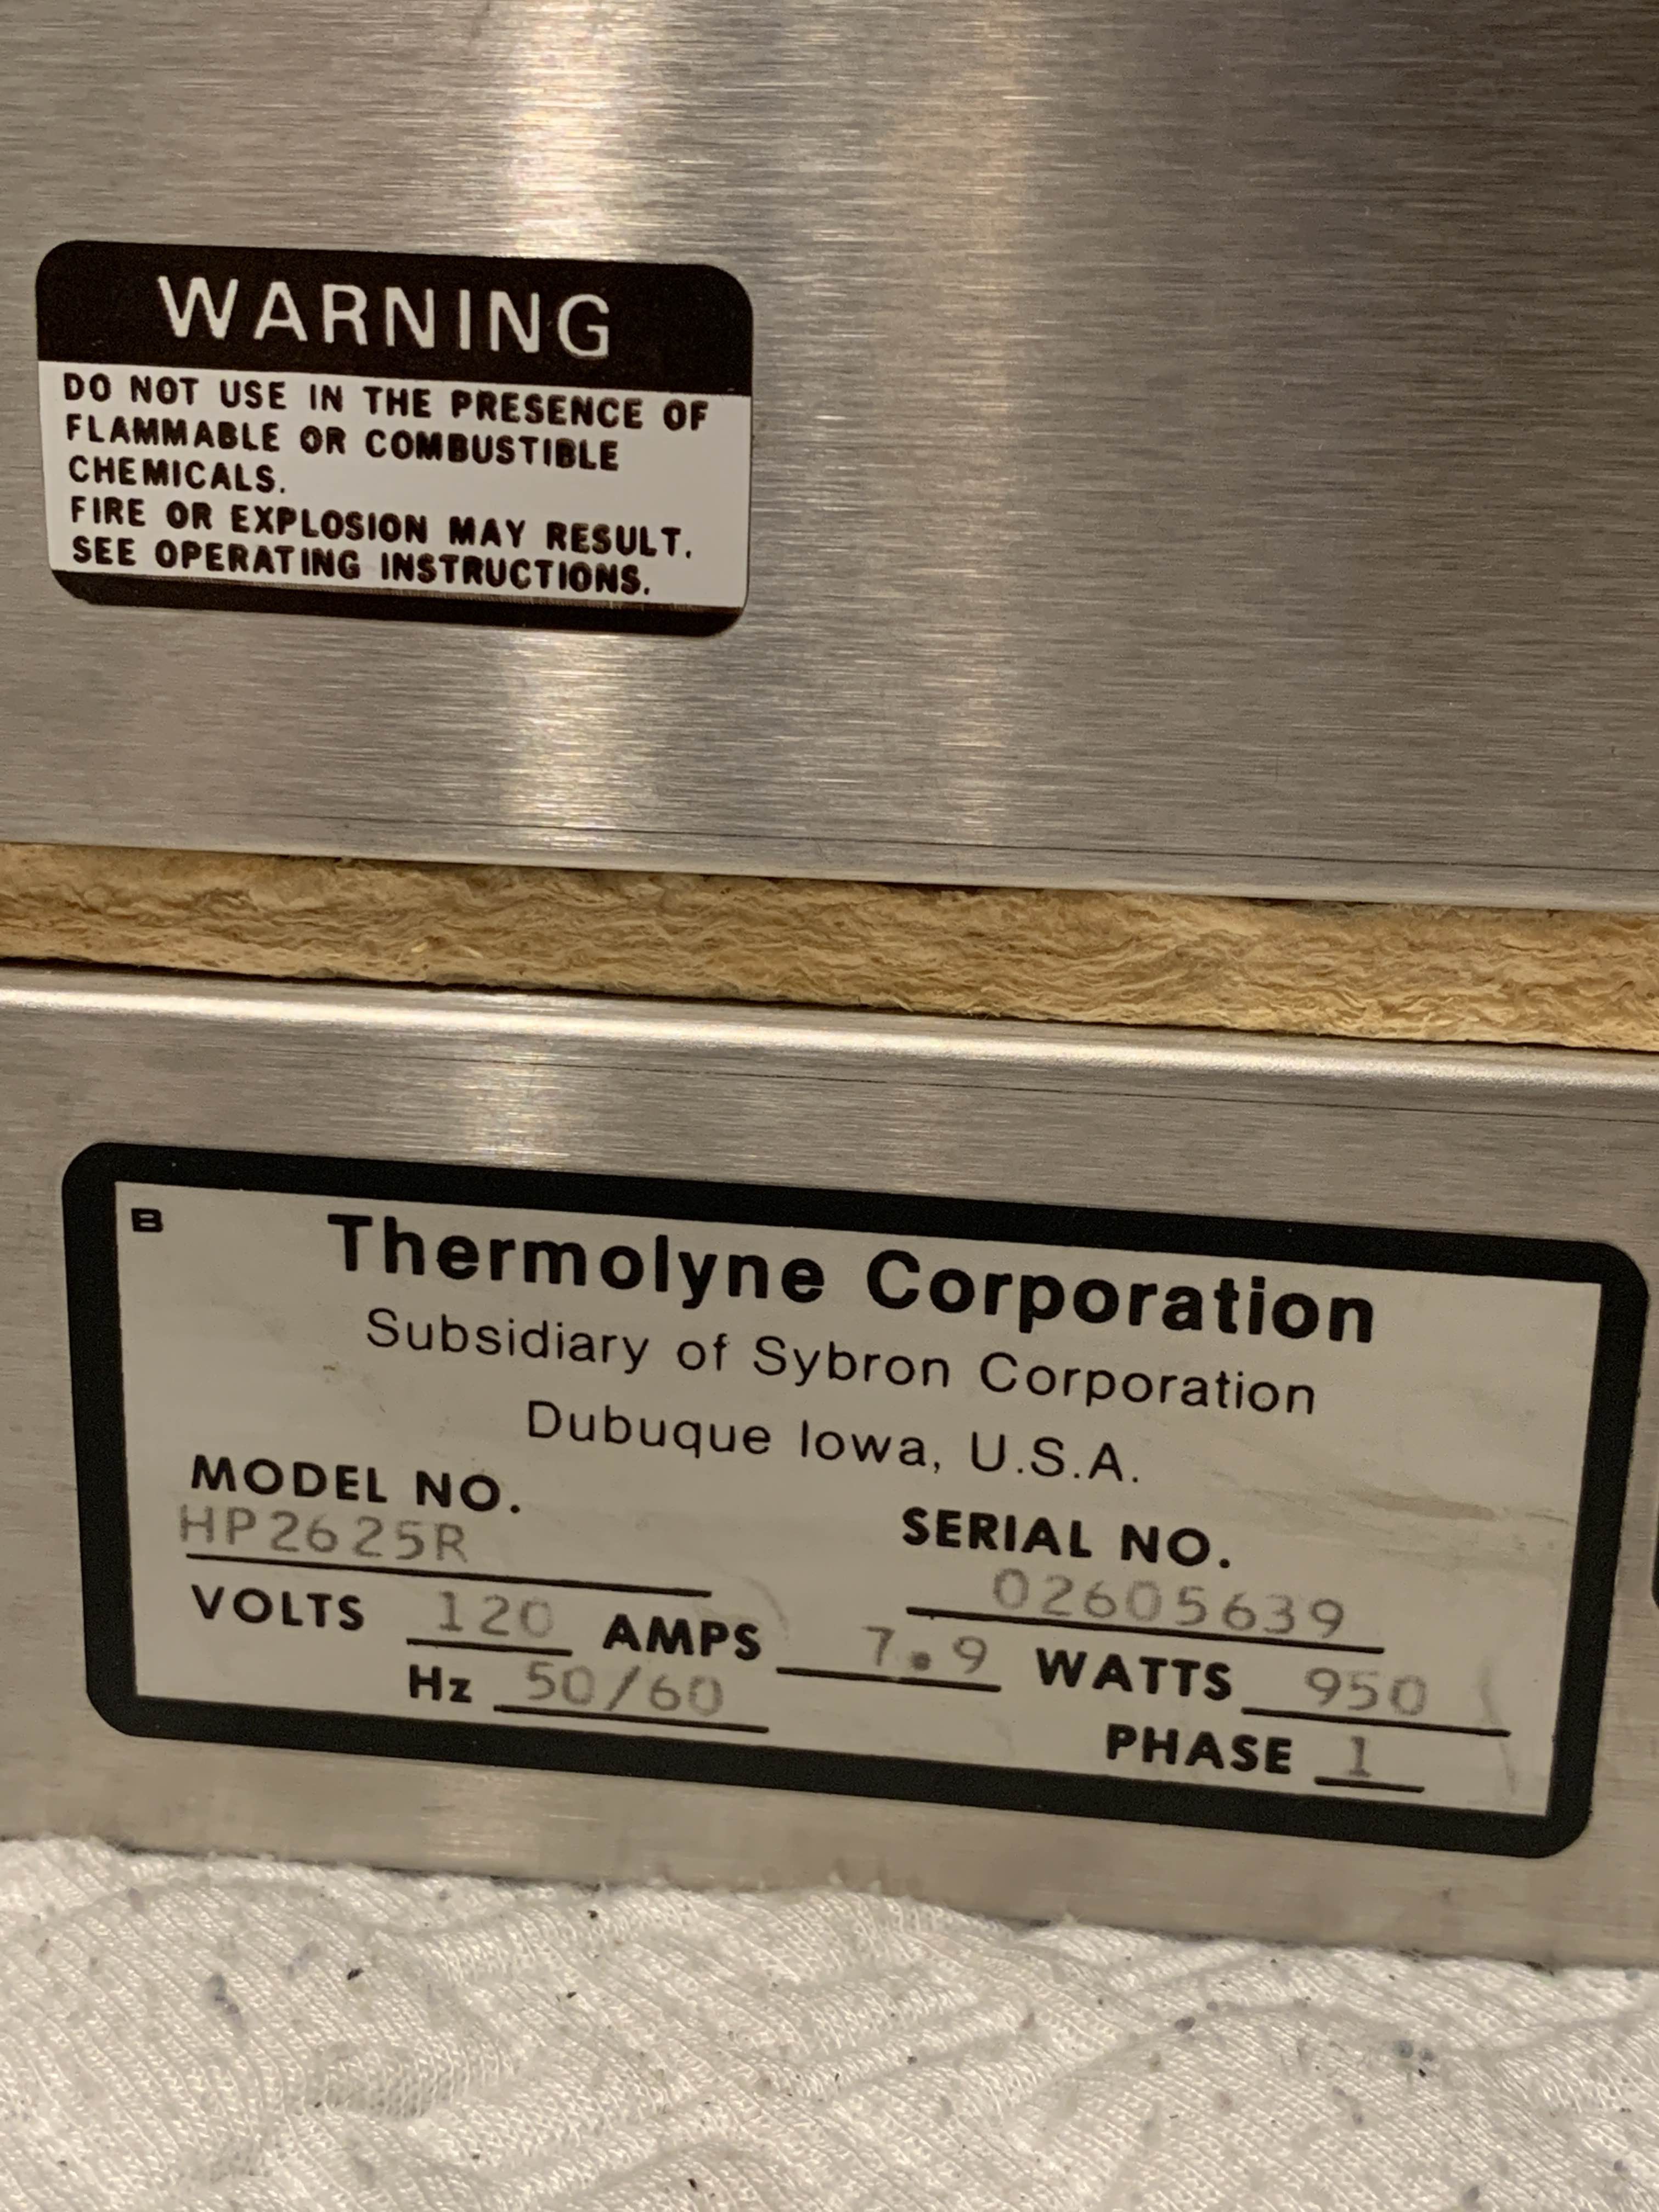 WARNING
DO NOT USE IN THE PRESENCE OF
FLAMMABLE OR COMBUSTIBLE
CHEMICALS.
FIRE OR EXPLOSION MAY RESULT.
SEE OPERATING INSTRUCTIONS.
B
Thermolyne Corporation
Subsidiary of Sybron Corporation
Dubuque Iowa, U.S.A.
MODEL NO. SERIAL NO.
HP2625R 02605639
VOLTS 120 AMPS 7.9 WATTS 950
Hz 50/60 PHASE 1